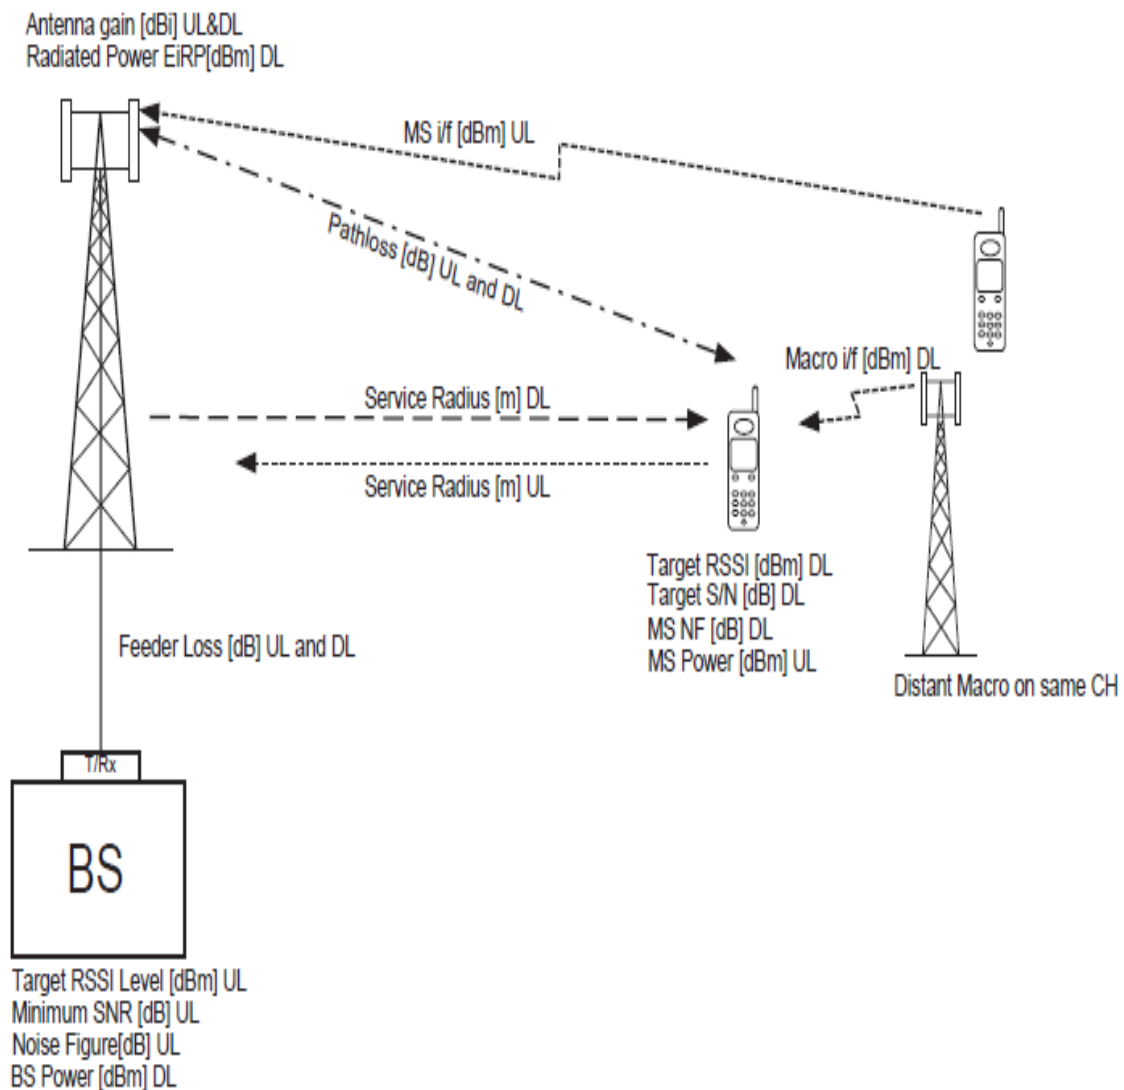 Antenna gain [dBi] UL&DL
Radiated Power EiRP[dBm] DL
MS i/f [dBm] UL
Pathloss [dB] UL and DL
Macro i/f [dBm] DL
Service Radius [m] DL
Service Radius [m] UL
Target RSSI [dBm] DL
Target S/N [dB] DL
MS NF [dB] DL
MS Power [dBm] UL
Feeder Loss [dB] UL and DL
Distant Macro on same CH
T/Rx
BS
Target RSSI Level [dBm] UL
Minimum SNR [dB] UL
Noise Figure[dB] UL
BS Power [dBm] DL